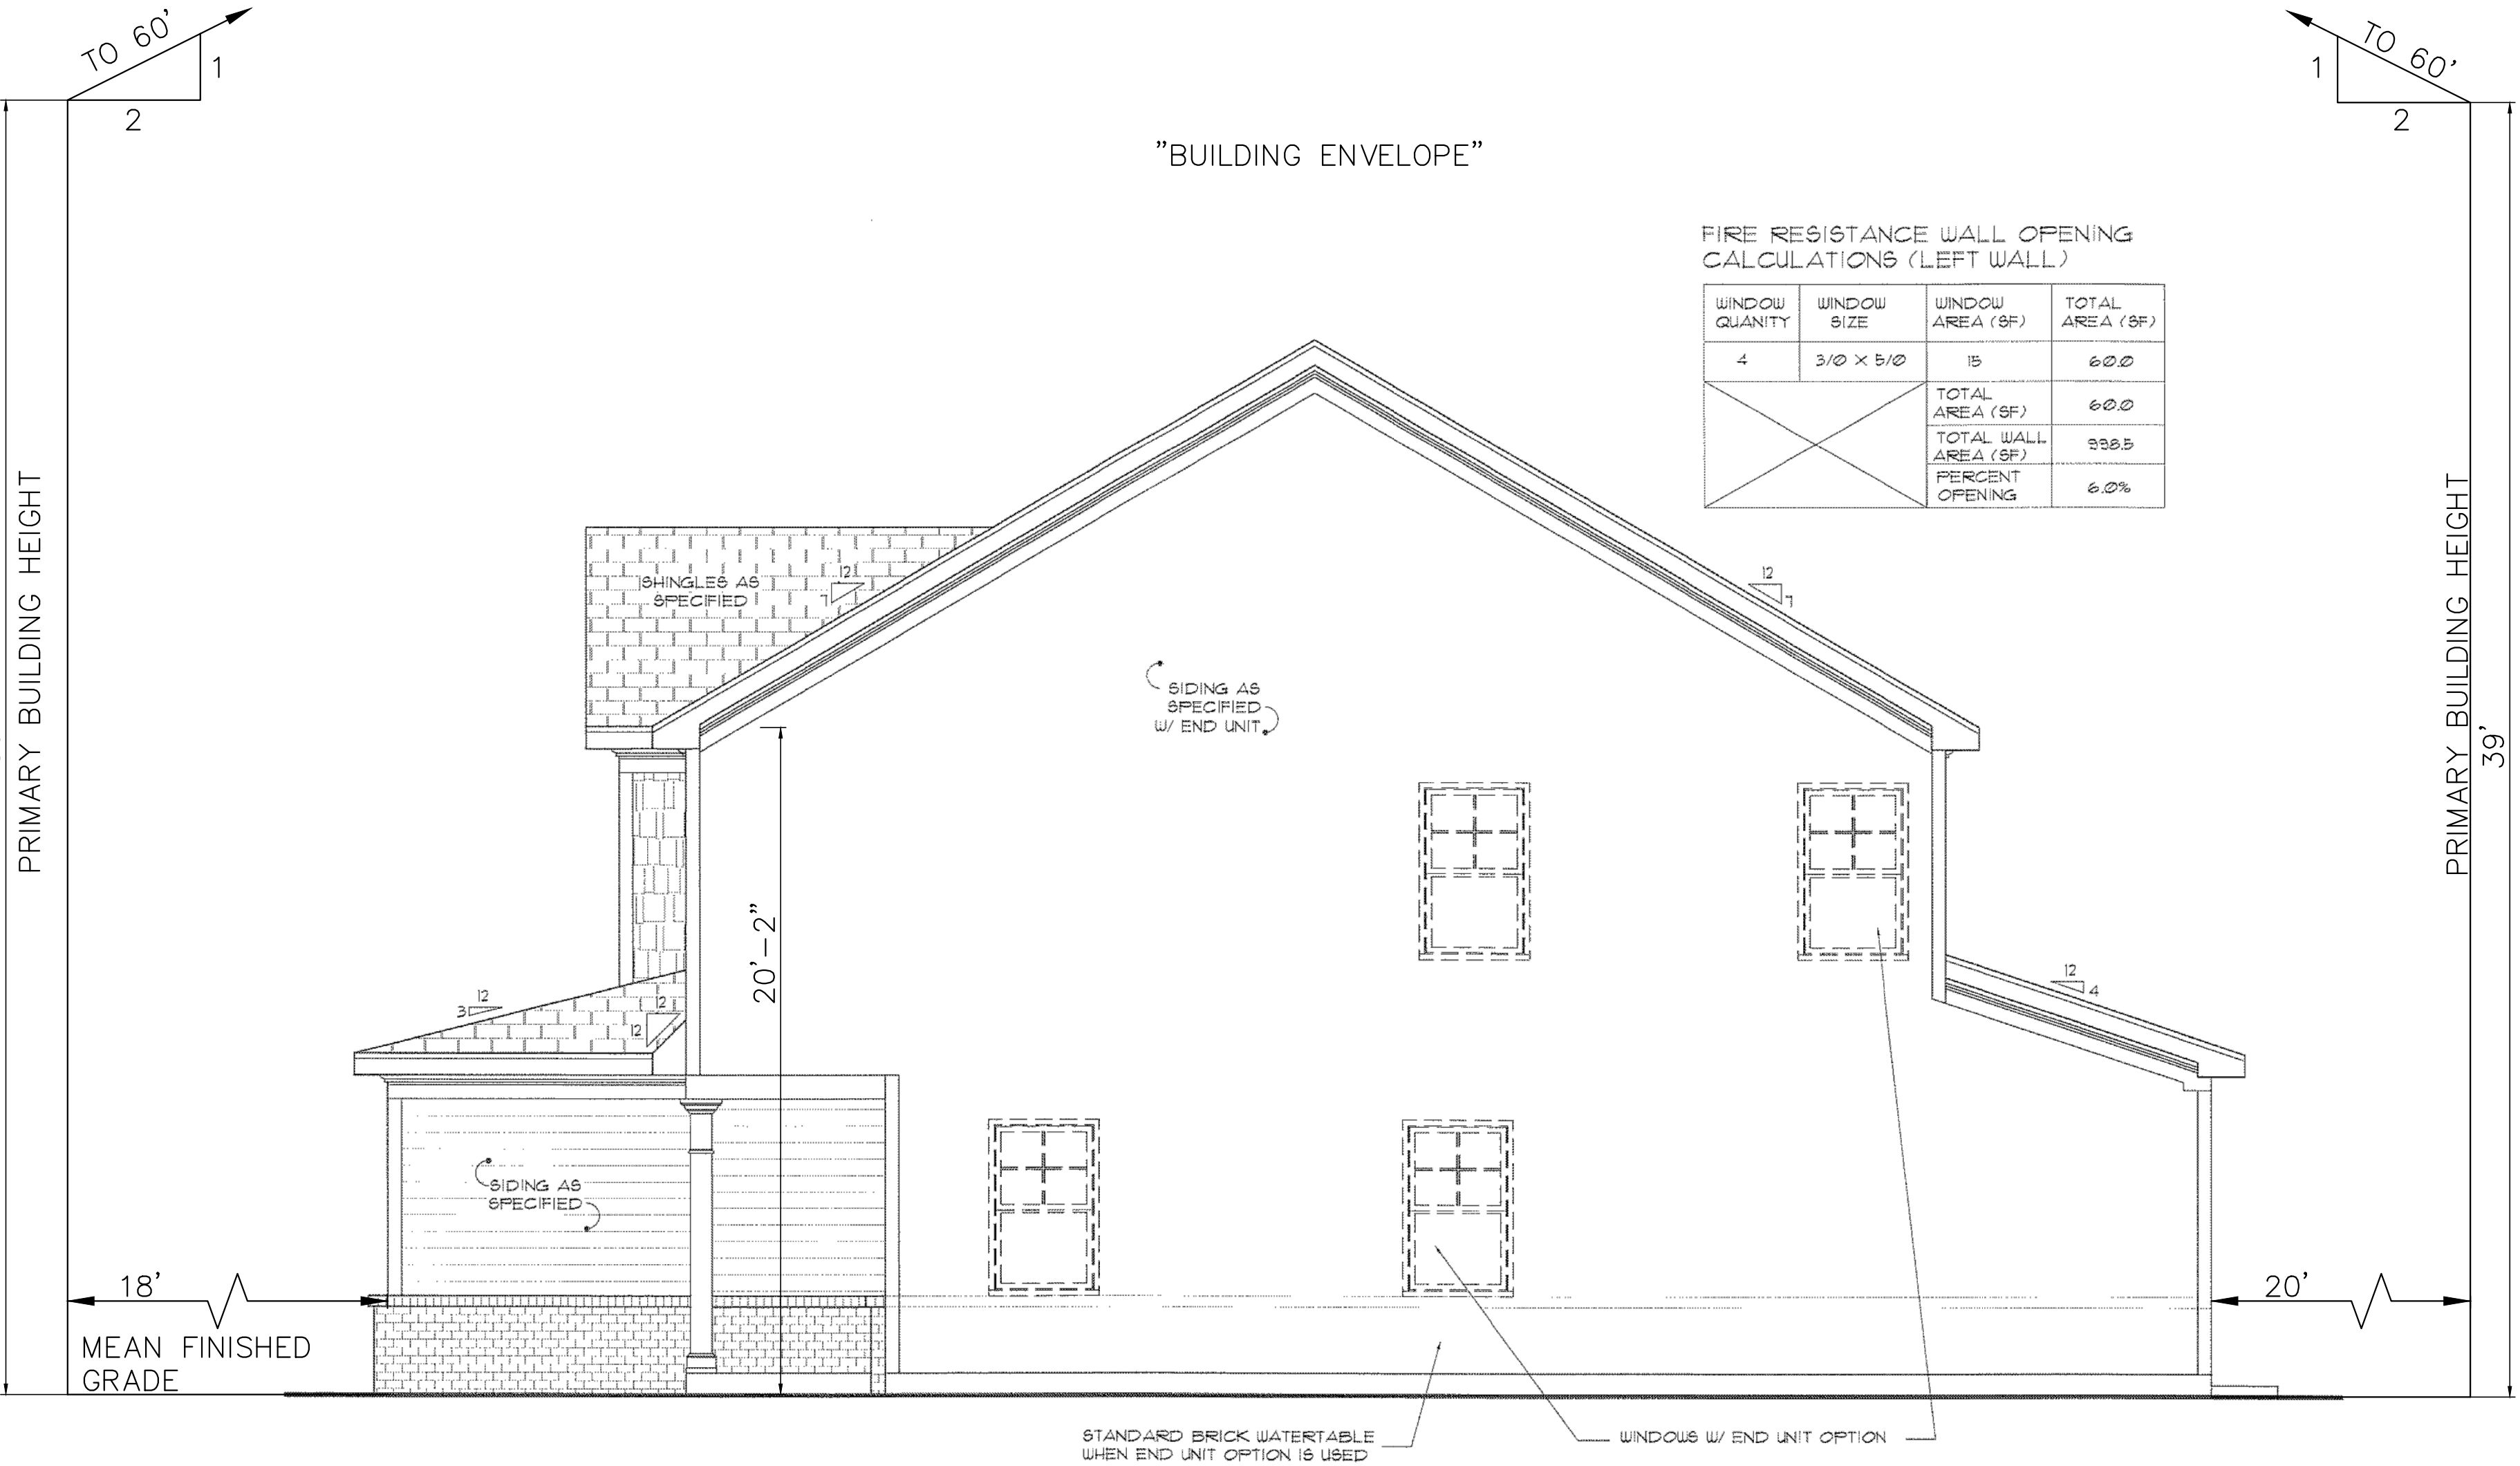 TO 60'
1
2
TO 60'
1
2
"BUILDING ENVELOPE"
FIRE RESISTANCE WALL OPENING
CALCULATIONS (LEFT WALL)
WINDOW QUANITY
WINDOW SIZE
WINDOW AREA (SF)
TOTAL AREA (SF)
4
3/0 X 5/0
15
60.0
TOTAL AREA (SF)
60.0
TOTAL WALL AREA (SF)
998.5
PERCENT OPENING
6.0%
PRIMARY BUILDING HEIGHT
PRIMARY BUILDING HEIGHT
39'
SHINGLES AS
SPECIFIED
12
7
12
7
SIDING AS
SPECIFIED
W/ END UNIT
20'-2"
12
3
12
12
12
4
SIDING AS
SPECIFIED
18'
20'
MEAN FINISHED
GRADE
STANDARD BRICK WATERTABLE
WHEN END UNIT OPTION IS USED
WINDOWS W/ END UNIT OPTION